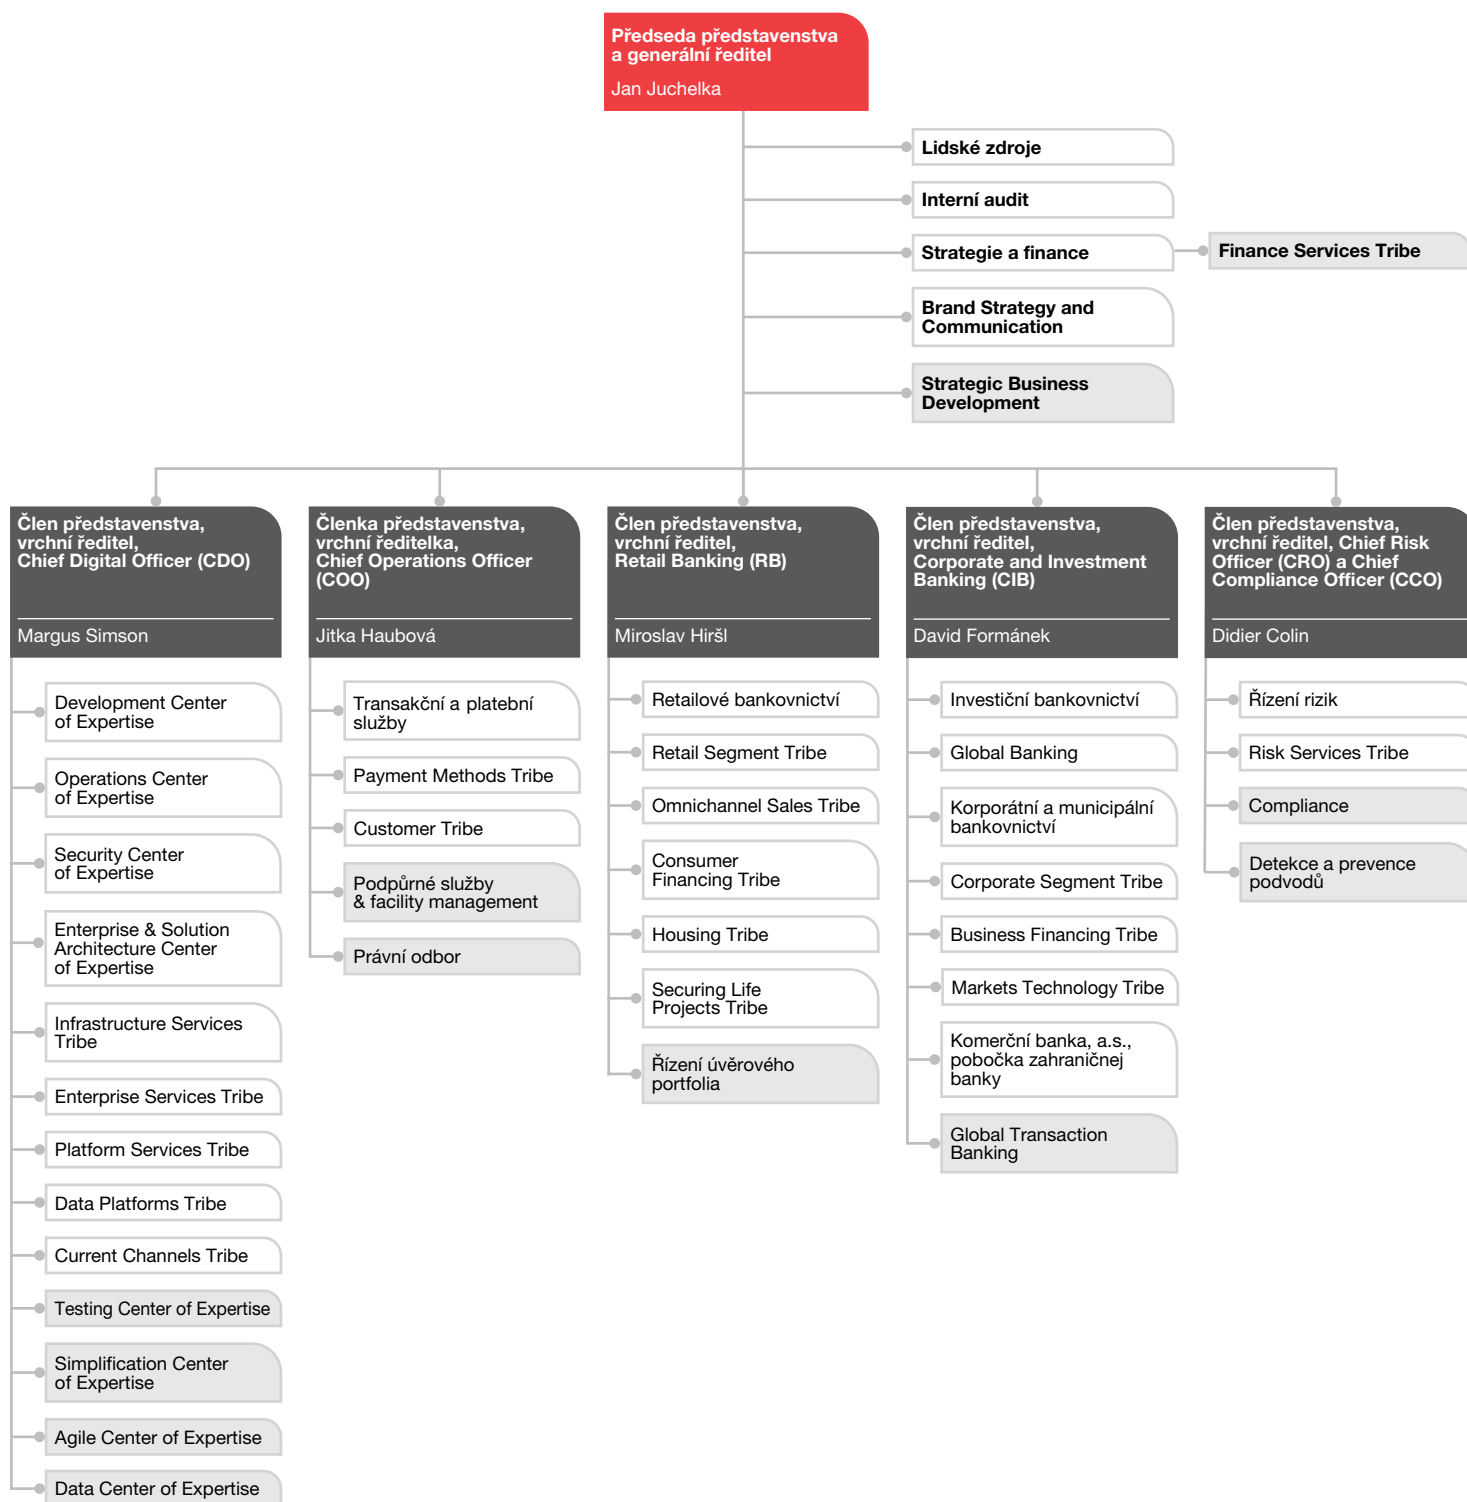 Předseda představenstva
a generální ředitel
Jan Juchelka
Lidské zdroje
Interní audit
Strategie a finance
Finance Services Tribe
Brand Strategy and
Communication
Strategic Business
Development
Člen představenstva,
vrchní ředitel,
Chief Digital Officer (CDO)
Margus Simson
Development Center
of Expertise
Operations Center
of Expertise
Security Center
of Expertise
Enterprise & Solution
Architecture Center
of Expertise
Infrastructure Services
Tribe
Enterprise Services Tribe
Platform Services Tribe
Data Platforms Tribe
Current Channels Tribe
Testing Center of Expertise
Simplification Center
of Expertise
Agile Center of Expertise
Data Center of Expertise
Členka představenstva,
vrchní ředitelka,
Chief Operations Officer
(COO)
Jitka Haubová
Transakční a platební
služby
Payment Methods Tribe
Customer Tribe
Podpůrné služby
& facility management
Právní odbor
Člen představenstva,
vrchní ředitel,
Retail Banking (RB)
Miroslav Hiršl
Retailové bankovnictví
Retail Segment Tribe
Omnichannel Sales Tribe
Consumer
Financing Tribe
Housing Tribe
Securing Life
Projects Tribe
Řízení úvěrového
portfolia
Člen představenstva,
vrchní ředitel,
Corporate and Investment
Banking (CIB)
David Formánek
Investiční bankovnictví
Global Banking
Korporátní a municipální
bankovnictví
Corporate Segment Tribe
Business Financing Tribe
Markets Technology Tribe
Komerční banka, a.s.,
pobočka zahraničnej
banky
Global Transaction
Banking
Člen představenstva,
vrchní ředitel, Chief Risk
Officer (CRO) a Chief
Compliance Officer (CCO)
Didier Colin
Řízení rizik
Risk Services Tribe
Compliance
Detekce a prevence
podvodů